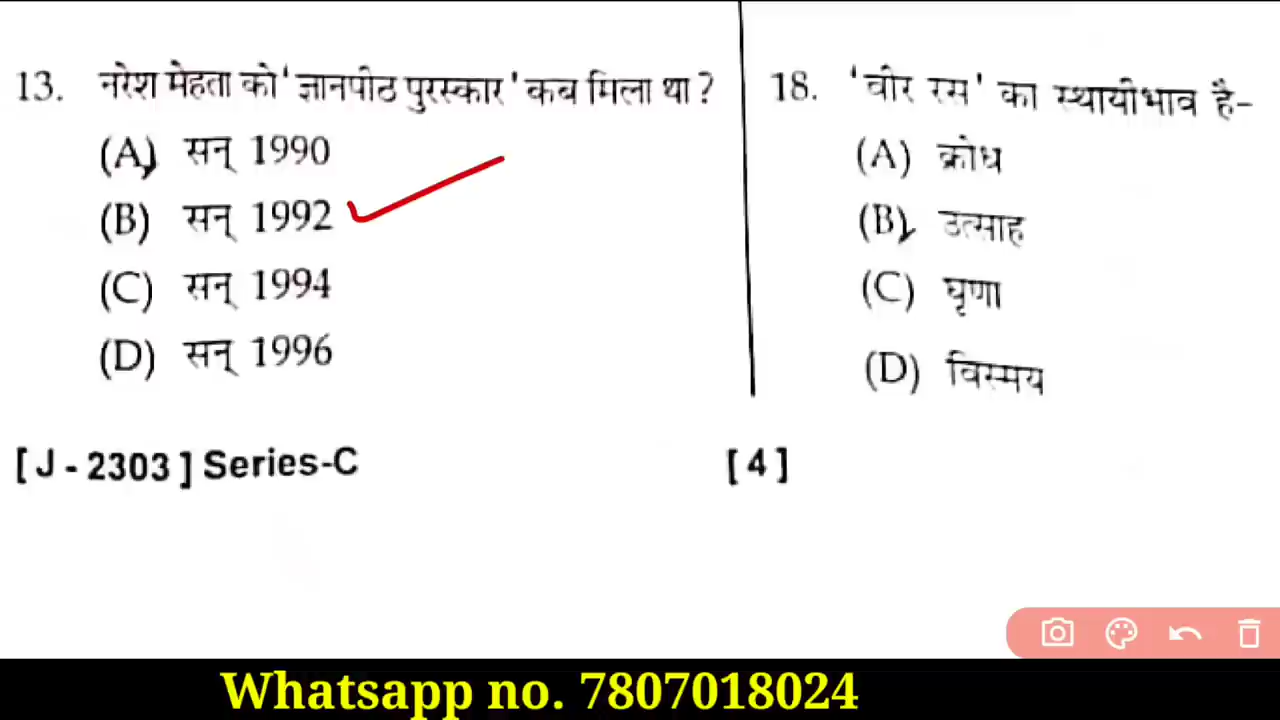 13. नरेश मेहता को 'ज्ञानपीठ पुरस्कार' कब मिला था ?
(A) सन् 1990
(B) सन् 1992
(C) सन् 1994
(D) सन् 1996
18. 'वीर रस' का स्थायीभाव है-
(A) क्रोध
(B) उत्साह
(C) घृणा
(D) विस्मय
[ J - 2303 ] Series-C
[ 4 ]
Whatsapp no. 7807018024